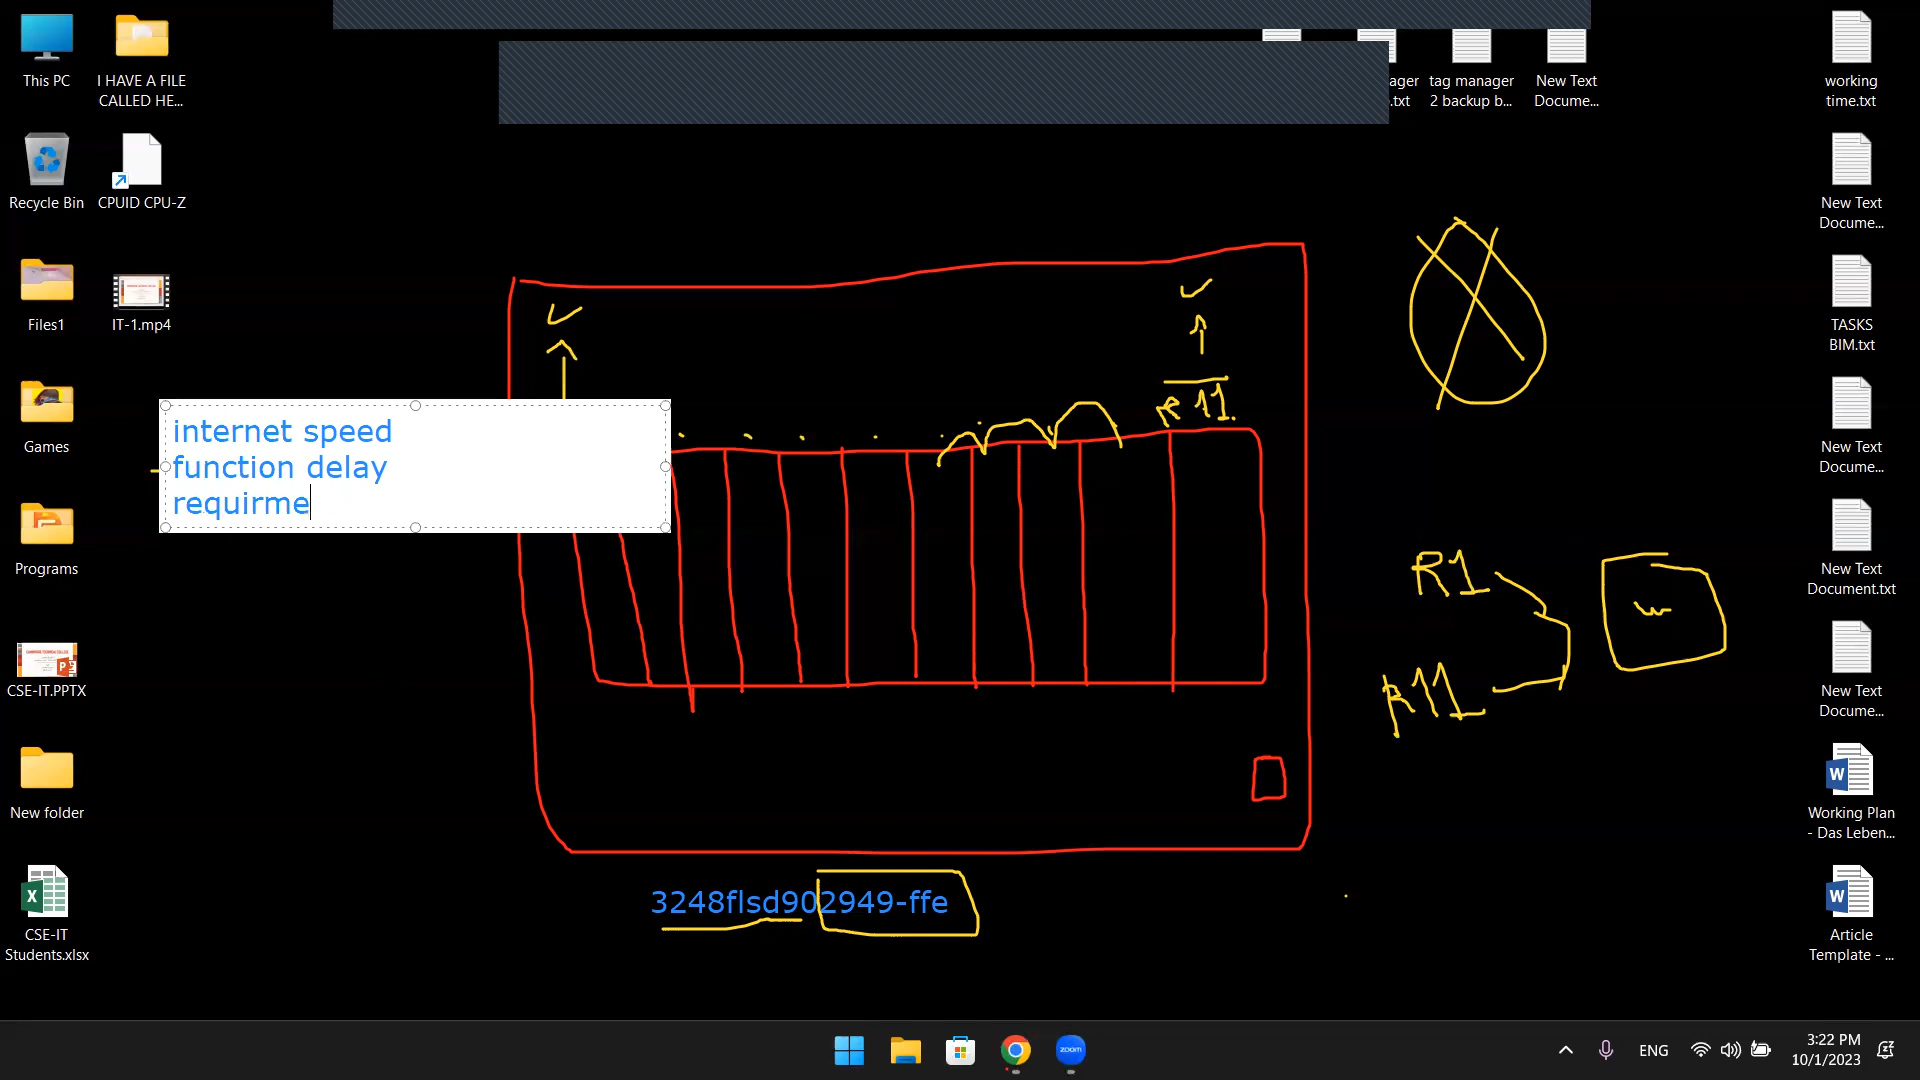 This PC
I HAVE A FILE
CALLED HE...
ager
.txt
tag manager
2 backup b...
New Text
Docume...
working
time.txt
Recycle Bin
CPUID CPU-Z
New Text
Docume...
Files1
IT-1.mp4
TASKS
BIM.txt
internet speed
function delay
requirme
R 11.
Games
New Text
Docume...
Programs
R1
New Text
Document.txt
CSE-IT.PPTX
R11
New Text
Docume...
New folder
Working Plan
- Das Leben...
3248flsd902949-ffe
CSE-IT
Students.xlsx
Article
Template - ...
zoom
ENG
3:22 PM
10/1/2023